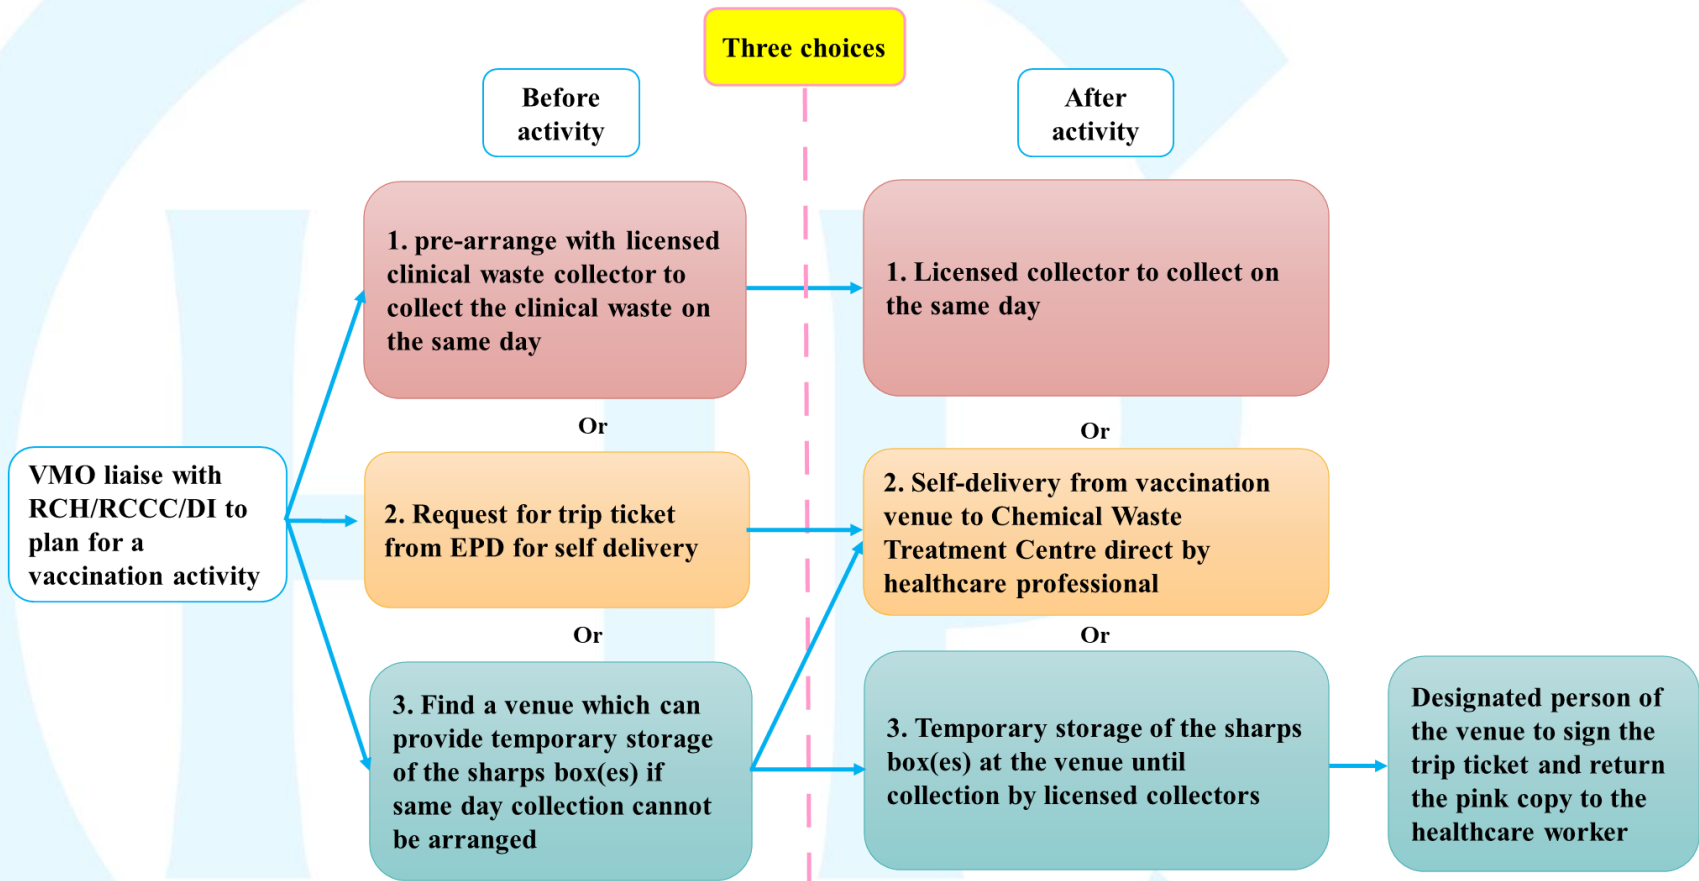 Three choices
Before
activity
After
activity
1. pre-arrange with licensed
clinical waste collector to
collect the clinical waste on
the same day
1. Licensed collector to collect on
the same day
Or
Or
VMO liaise with
RCH/RCCC/DI to
plan for a
vaccination activity
2. Request for trip ticket
from EPD for self delivery
2. Self-delivery from vaccination
venue to Chemical Waste
Treatment Centre direct by
healthcare professional
Or
Or
3. Find a venue which can
provide temporary storage
of the sharps box(es) if
same day collection cannot
be arranged
3. Temporary storage of the sharps
box(es) at the venue until
collection by licensed collectors
Designated person of
the venue to sign the
trip ticket and return
the pink copy to the
healthcare worker